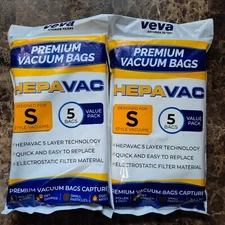 veva
PREMIUM
VACUUM BAGS
HEPAVAC
DESIGNED FOR
S
STYLE VACUUMS
5
BAGS
VALUE
PACK
*HEPAVAC 5 LAYER TECHNOLOGY
*QUICK AND EASY TO REPLACE
*ELECTROSTATIC FILTER MATERIAL
PREMIUM VACUUM BAGS CAPTURE
veva
PREMIUM
VACUUM BAGS
HEPAVAC
DESIGNED FOR
S
STYLE VACUUMS
5
BAGS
VALUE
PACK
*HEPAVAC 5 LAYER TECHNOLOGY
*QUICK AND EASY TO REPLACE
*ELECTROSTATIC FILTER MATERIAL
PREMIUM VACUUM BAGS CAPTURE